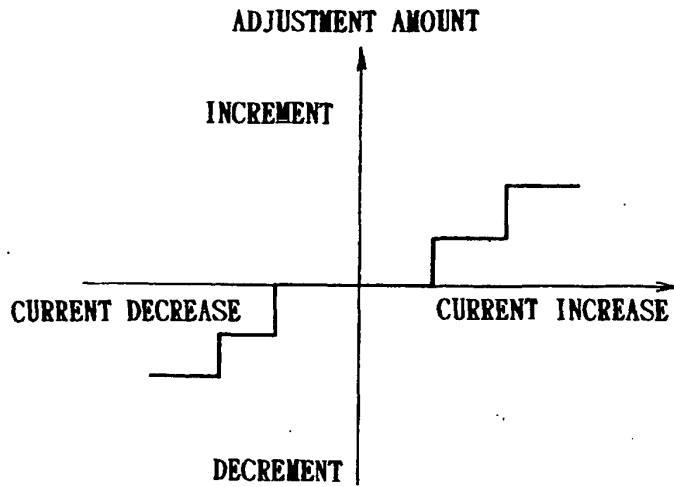 ADJUSTMENT AMOUNT
INCREMENT
CURRENT DECREASE
CURRENT INCREASE
DECREMENT